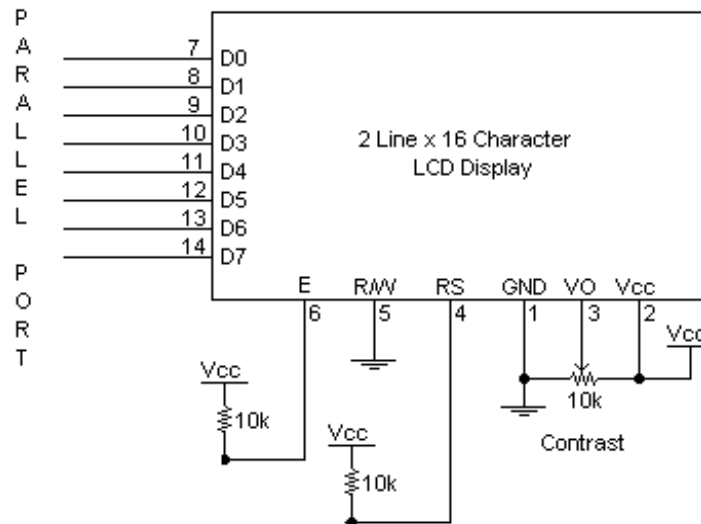 PARALLEL PORT
7 D0
8 D1
9 D2
10 D3
11 D4
12 D5
13 D6
14 D7
2 Line x 16 Character
LCD Display
E R/W RS GND VO Vcc
6 5 4 1 3 2
Vcc
Vcc
10k
10k
Vcc
10k
Contrast